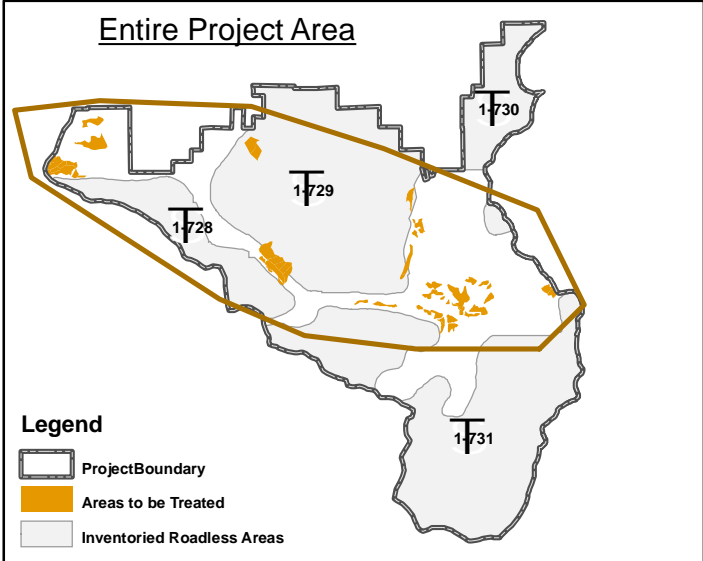 Entire Project Area
1-730
1-729
1-728
1-731
Legend
ProjectBoundary
Areas to be Treated
Inventoried Roadless Areas